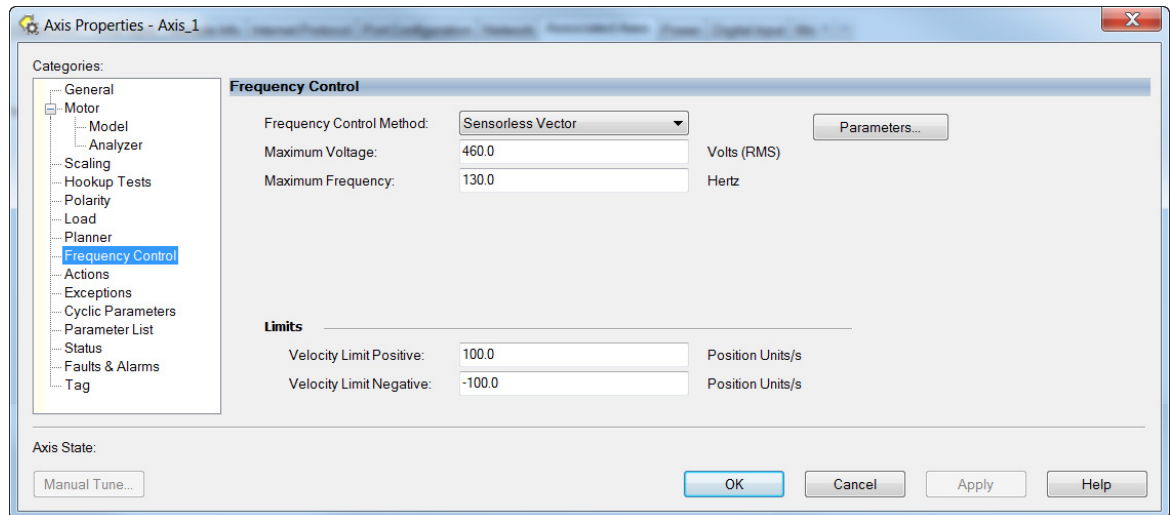 Axis Properties - Axis_1
Categories:
General
Motor
Model
Analyzer
Scaling
Hookup Tests
Polarity
Load
Planner
Frequency Control
Actions
Exceptions
Cyclic Parameters
Parameter List
Status
Faults & Alarms
Tag
Frequency Control
Frequency Control Method: Sensorless Vector Parameters...
Maximum Voltage: 460.0 Volts (RMS)
Maximum Frequency: 130.0 Hertz
Limits
Velocity Limit Positive: 100.0 Position Units/s
Velocity Limit Negative: -100.0 Position Units/s
Axis State:
Manual Tune... OK Cancel Apply Help